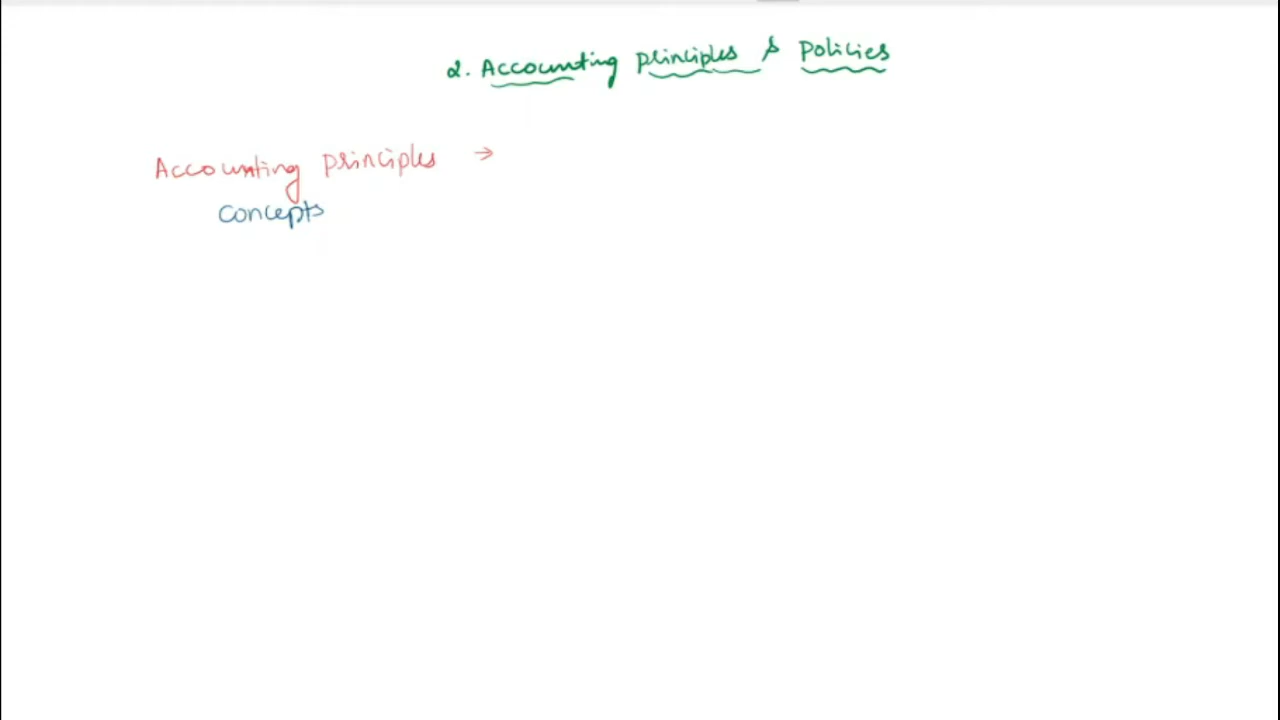 2. Accounting principles & Policies
Accounting principles →
concepts